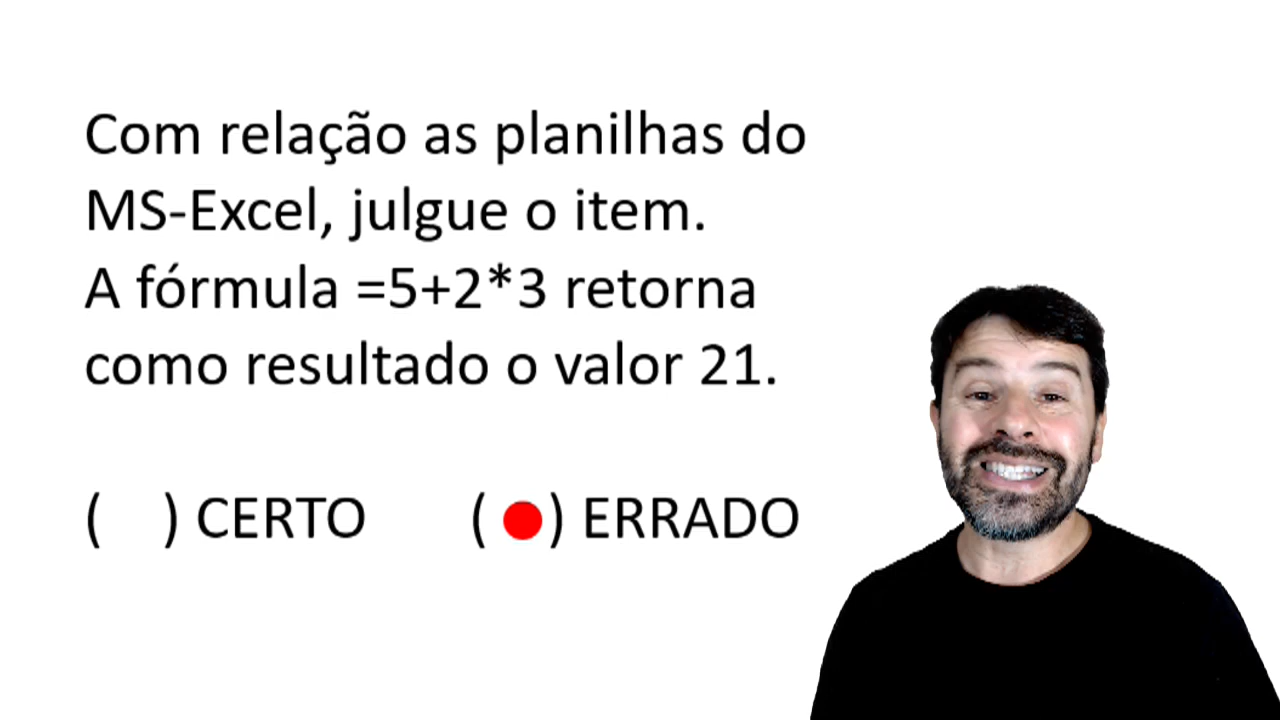 Com relação as planilhas do
MS-Excel, julgue o item.
A fórmula =5+2*3 retorna
como resultado o valor 21.
( ) CERTO ( ) ERRADO